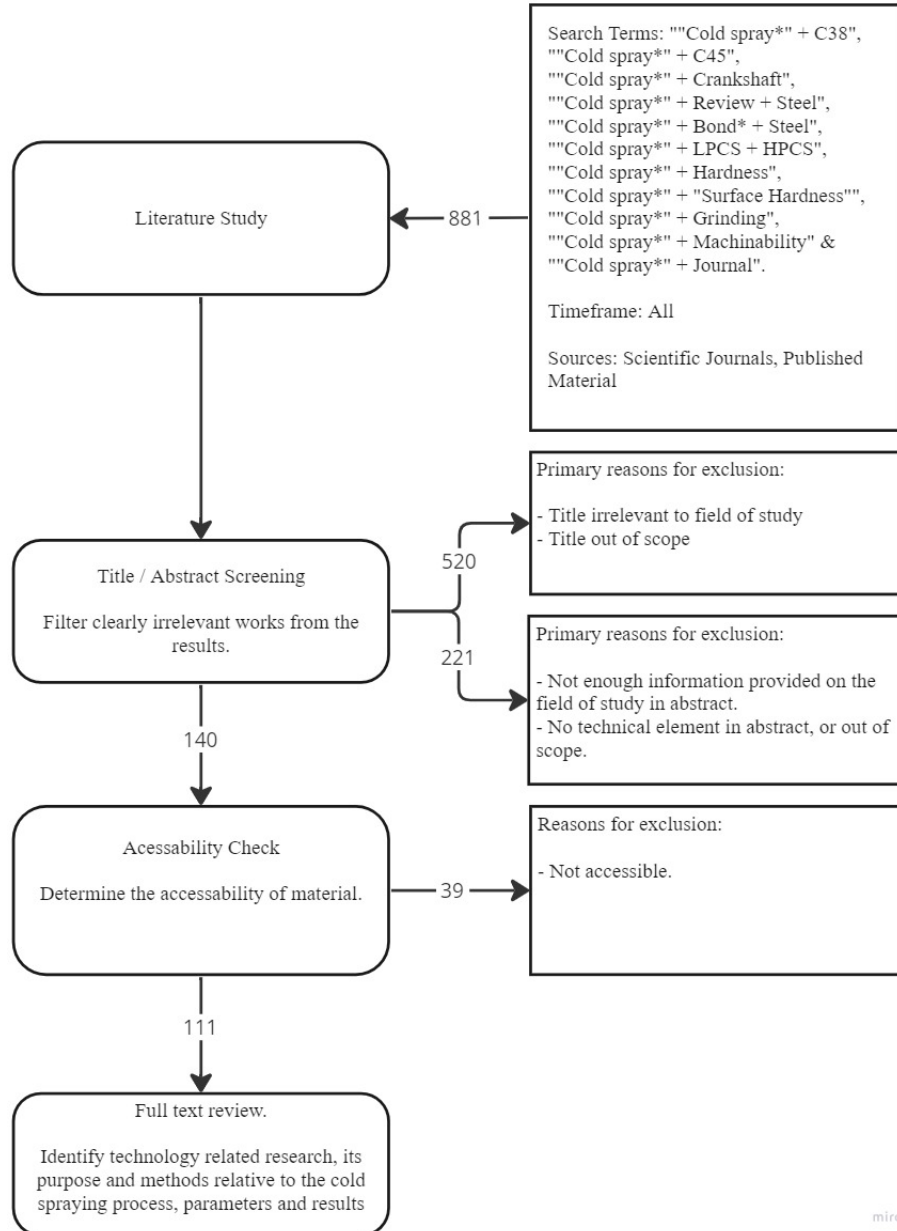 Search Terms: ""Cold spray*" + C38",
""Cold spray*" + C45",
""Cold spray*" + Crankshaft",
""Cold spray*" + Review + Steel",
""Cold spray*" + Bond* + Steel",
""Cold spray*" + LPCS + HPCS",
""Cold spray*" + Hardness",
""Cold spray*" + "Surface Hardness"",
""Cold spray*" + Grinding",
""Cold spray*" + Machinability" &
""Cold spray*" + Journal".
Timeframe: All
Sources: Scientific Journals, Published
Material
Literature Study
881
Primary reasons for exclusion:
- Title irrelevant to field of study
- Title out of scope
520
Title / Abstract Screening
Filter clearly irrelevant works from the
results.
221
Primary reasons for exclusion:
- Not enough information provided on the
field of study in abstract.
- No technical element in abstract, or out of
scope.
140
Acessability Check
Determine the accessability of material.
39
Reasons for exclusion:
- Not accessible.
111
Full text review.
Identify technology related research, its
purpose and methods relative to the cold
spraying process, parameters and results